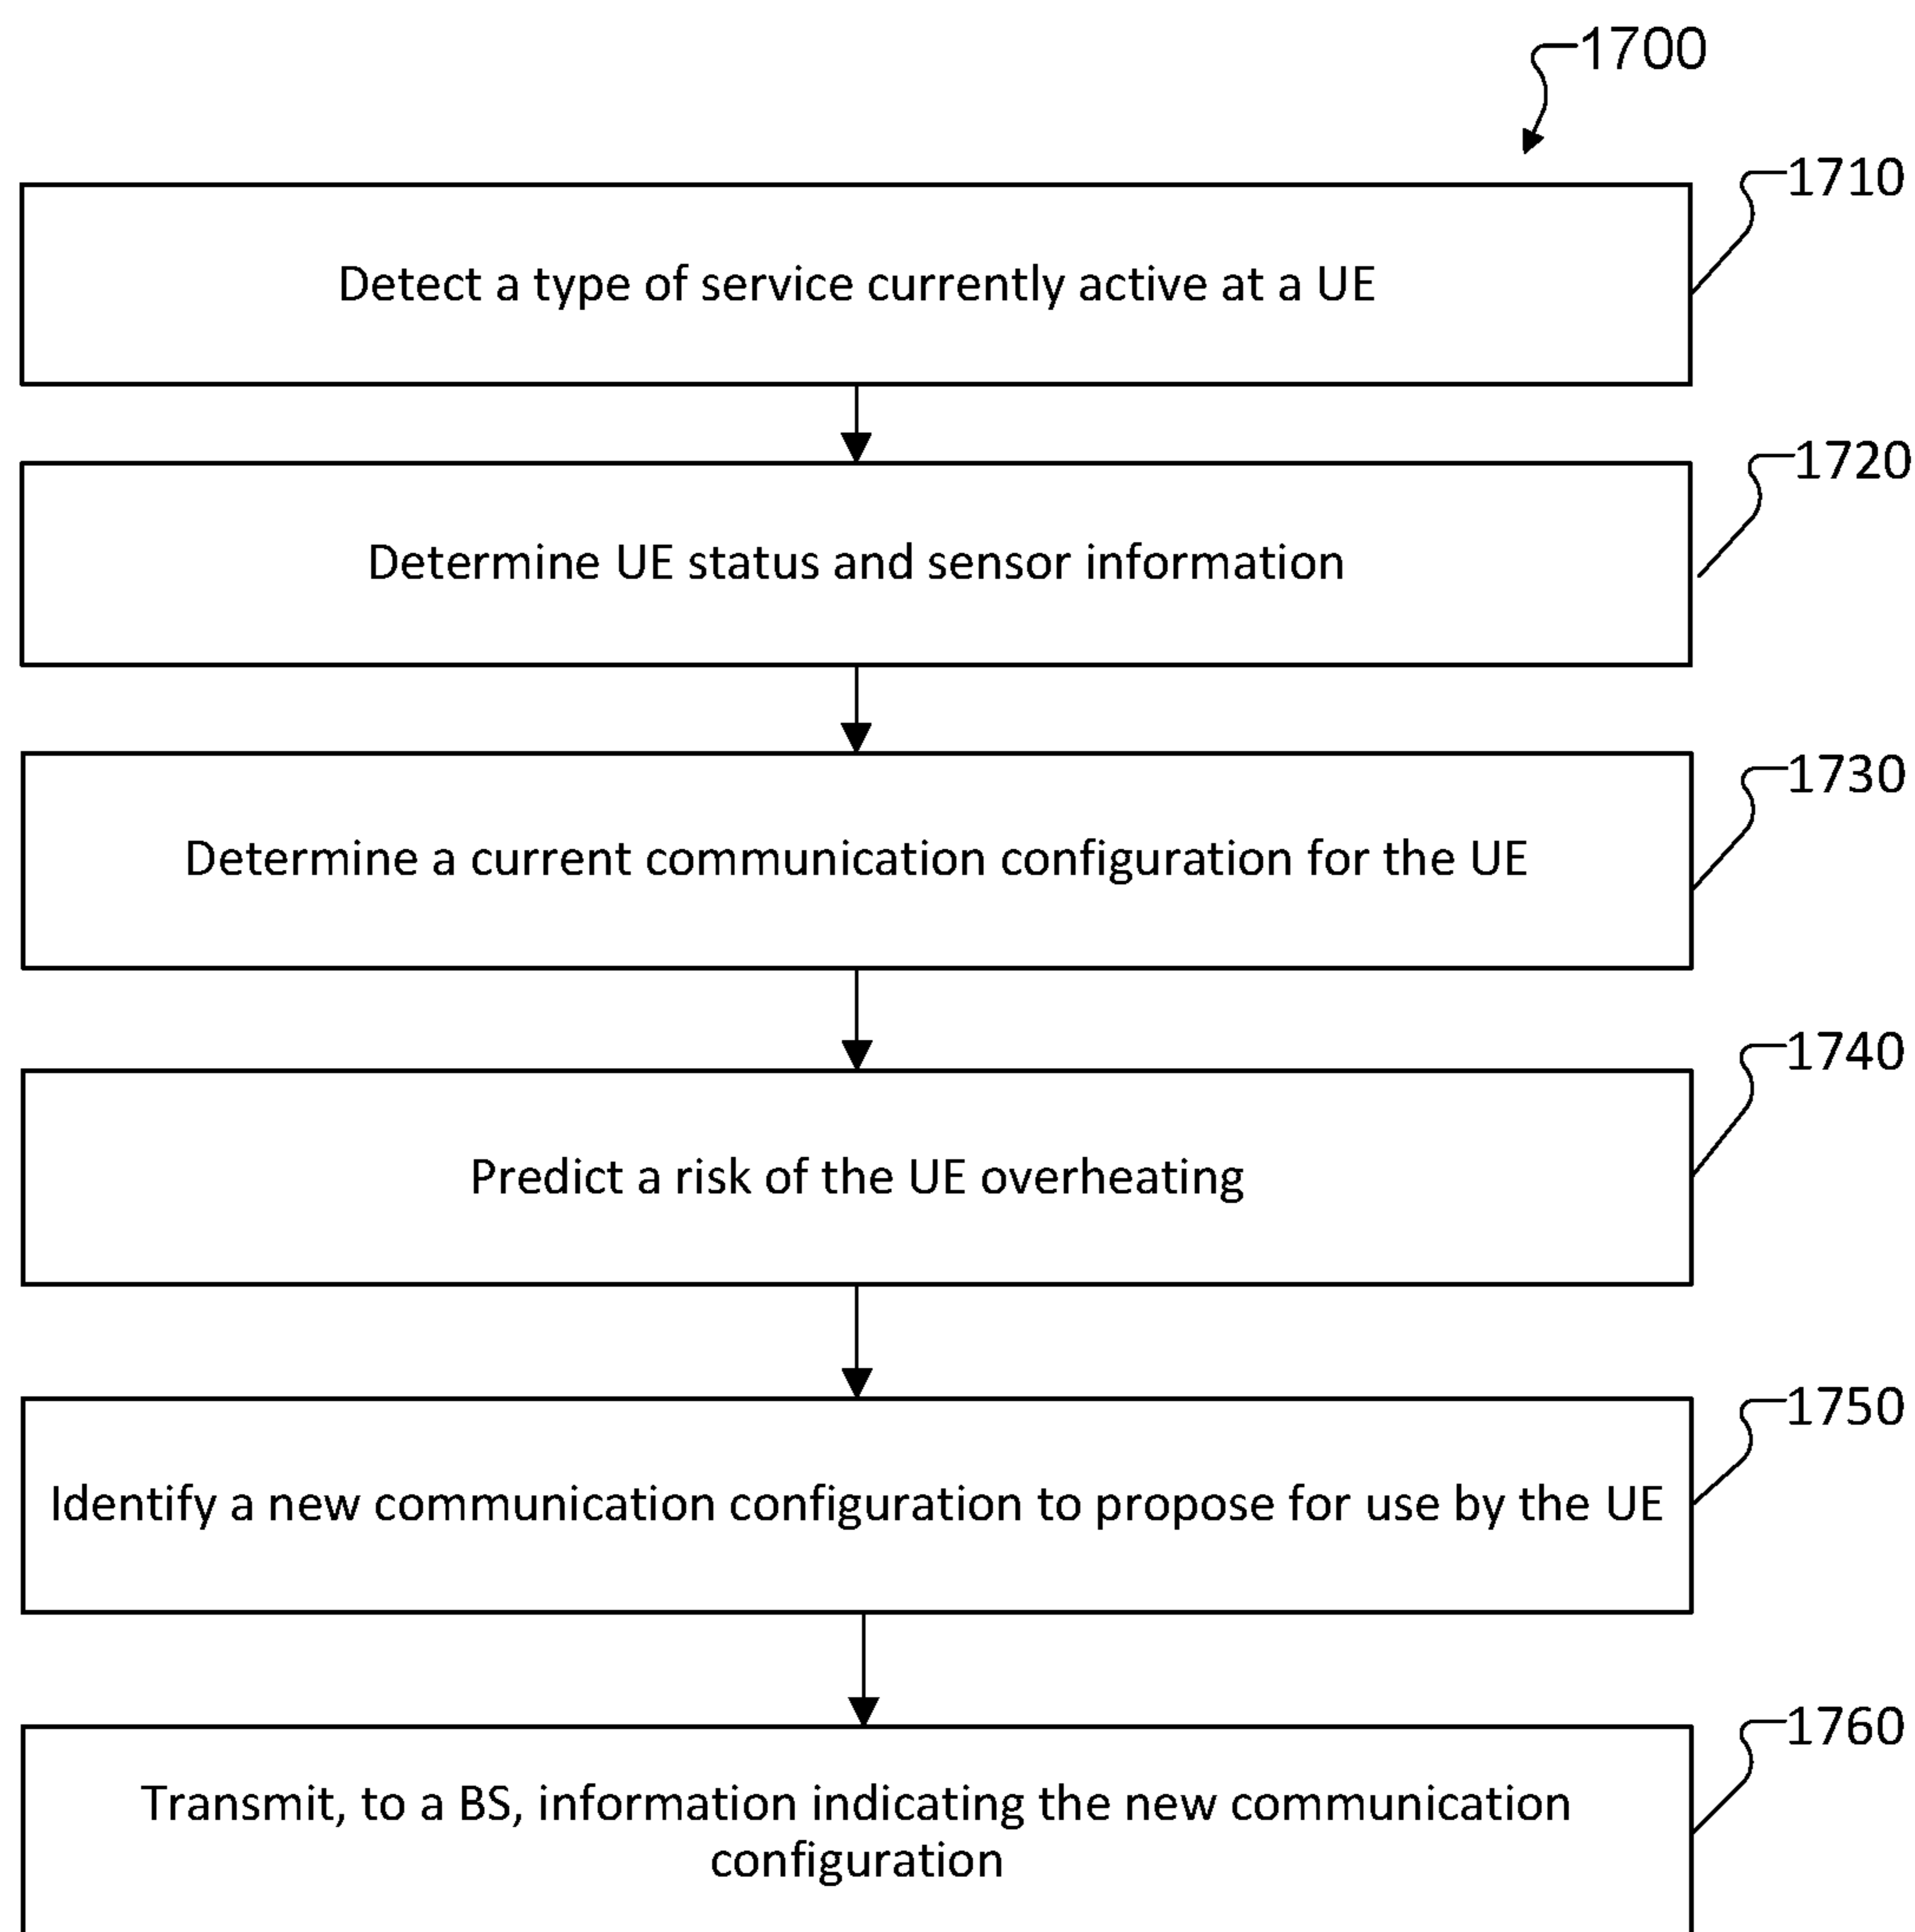 1700
1710
Detect a type of service currently active at a UE
1720
Determine UE status and sensor information
1730
Determine a current communication configuration for the UE
1740
Predict a risk of the UE overheating
1750
Identify a new communication configuration to propose for use by the UE
1760
Transmit, to a BS, information indicating the new communication
configuration